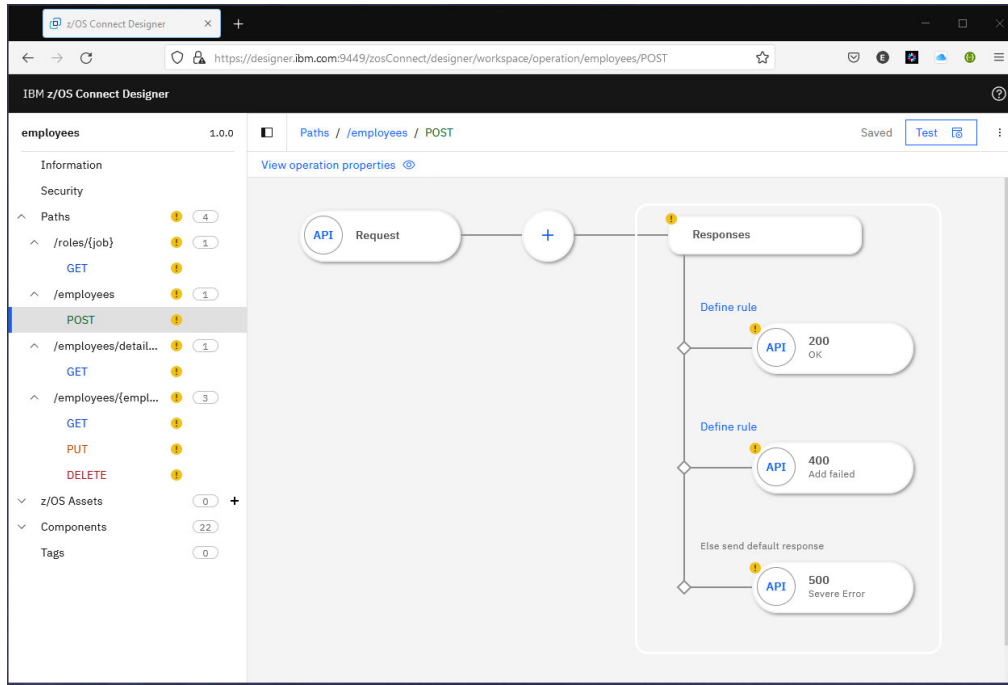 z/OS Connect Designer
https://designer.ibm.com:9449/zosConnect/designer/workspace/operation/employees/POST
E
IBM z/OS Connect Designer
employees 1.0.0
Paths / /employees / POST
Saved
Test
Information
View operation properties
Security
Paths ! 4
/roles/{job} ! 1
GET !
/employees ! 1
POST !
/employees/detail... ! 1
GET !
/employees/{empl... ! 3
GET !
PUT !
DELETE !
z/OS Assets 0 +
Components 22
Tags 0
API Request
+
! Responses
Define rule
! API 200
OK
Define rule
! API 400
Add failed
Else send default response
! API 500
Severe Error